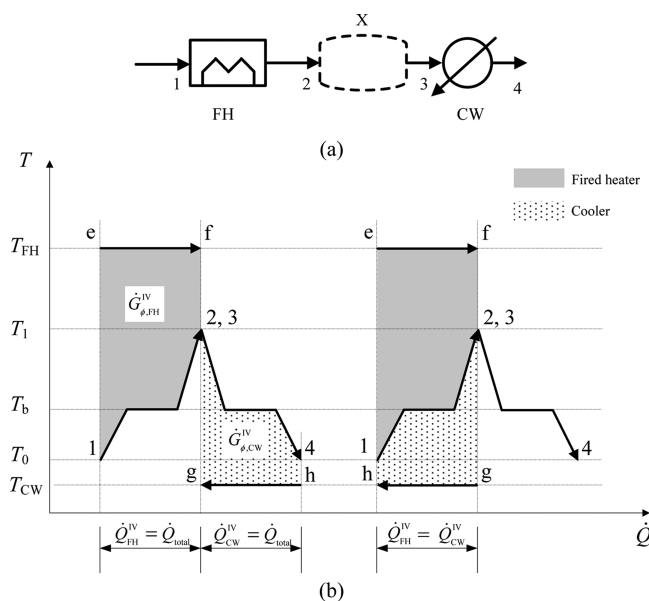 X
1 2 3 4
FH CW
(a)
T
Fired heater
Cooler
e f e f
T_FH
Ġ^IV_ϕ,FH
2, 3 2, 3
T_1
T_b
Ġ^IV_ϕ,CW
1 4 1 4
T_0
g h h g
T_CW
Q̇^IV_FH = Q̇_total Q̇^IV_CW = Q̇_total Q̇^IV_FH = Q̇^IV_CW Q̇
(b)